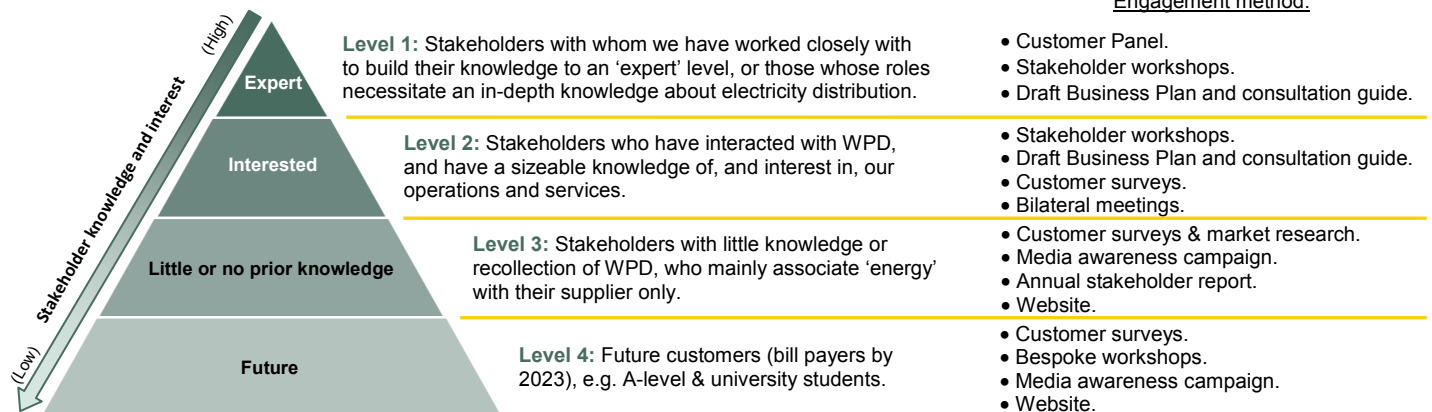 Engagement method:
(High)
Stakeholder knowledge and interest
(Low)
Expert
Level 1: Stakeholders with whom we have worked closely with
to build their knowledge to an ‘expert’ level, or those whose roles
necessitate an in-depth knowledge about electricity distribution.
• Customer Panel.
• Stakeholder workshops.
• Draft Business Plan and consultation guide.
Interested
Level 2: Stakeholders who have interacted with WPD,
and have a sizeable knowledge of, and interest in, our
operations and services.
• Stakeholder workshops.
• Draft Business Plan and consultation guide.
• Customer surveys.
• Bilateral meetings.
Little or no prior knowledge
Level 3: Stakeholders with little knowledge or
recollection of WPD, who mainly associate ‘energy’
with their supplier only.
• Customer surveys & market research.
• Media awareness campaign.
• Annual stakeholder report.
• Website.
Future
Level 4: Future customers (bill payers by
2023), e.g. A-level & university students.
• Customer surveys.
• Bespoke workshops.
• Media awareness campaign.
• Website.